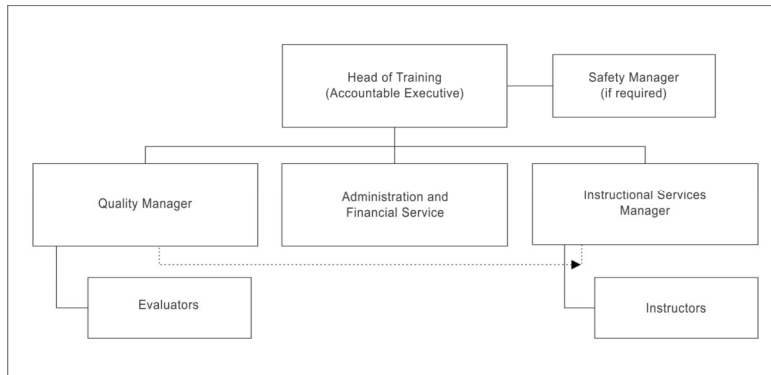 Head of Training
(Accountable Executive)
Safety Manager
(if required)
Quality Manager
Administration and
Financial Service
Instructional Services
Manager
Evaluators
Instructors